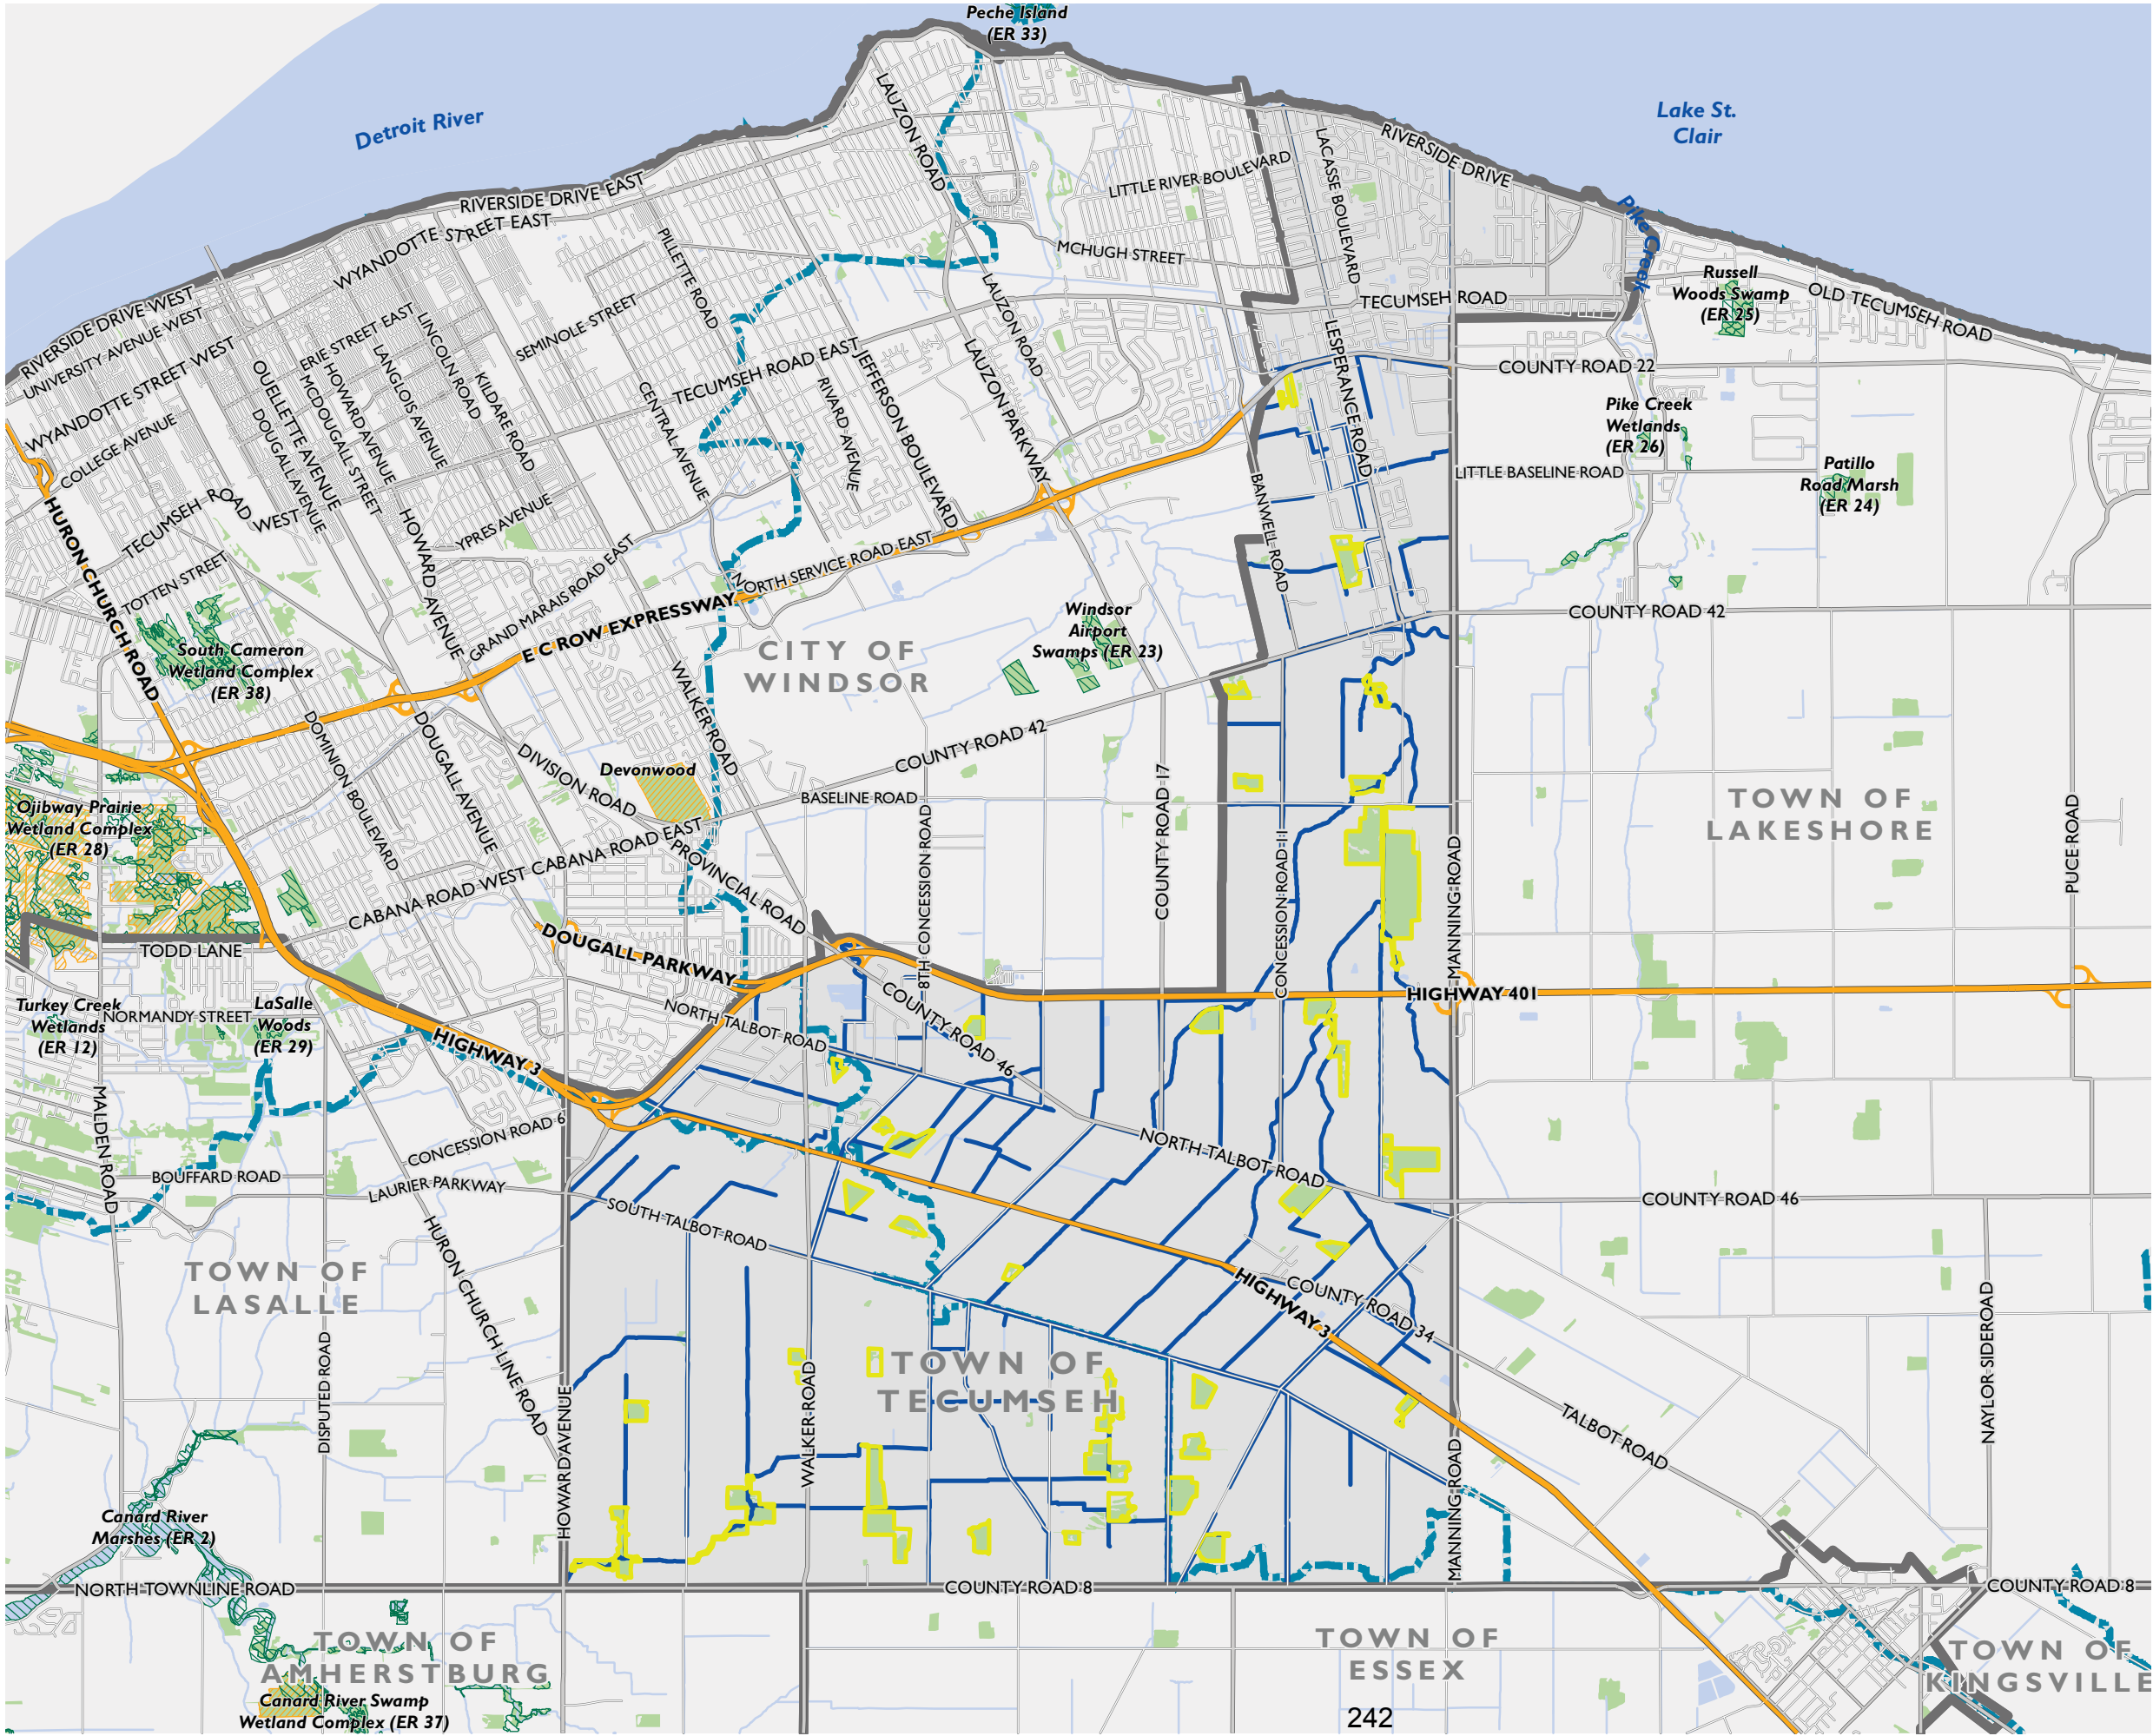 Peche Island
(ER 33)
Detroit River
Lake St.
Clair
LAUZON ROAD
RIVERSIDE DRIVE
LACASSE BOULEVARD
LITTLE RIVER BOULEVARD
RIVERSIDE DRIVE EAST
WYANDOTTE STREET EAST
Pike Creek
PILLETTE ROAD
MCHUGH STREET
Russell
Woods Swamp
(ER 25)
OLD TECUMSEH ROAD
TECUMSEH ROAD
LAUZON ROAD
RIVERSIDE DRIVE WEST
UNIVERSITY AVENUE WEST
WYANDOTTE STREET WEST
ERIE STREET EAST
LINCOLN ROAD
SEMINOLE STREET
LESPERANCE ROAD
COUNTY ROAD 22
OUELLETTE AVENUE
MCDOUGALL STREET
HOWARD AVENUE
LANGLOIS AVENUE
KILDARE ROAD
TECUMSEH ROAD EAST
JEFFERSON BOULEVARD
LAUZON PARKWAY
RIVARD AVENUE
CENTRAL AVENUE
DOUGALL AVENUE
COLLEGE AVENUE
Pike Creek
Wetlands
(ER 26)
LITTLE BASELINE ROAD
Patillo
Road Marsh
(ER 24)
BANWELL ROAD
HURON CHURCH ROAD
TECUMSEH ROAD
WEST
YPRES AVENUE
HOWARD AVENUE
GRAND MARAIS ROAD EAST
NORTH SERVICE ROAD EAST
TOTTEN STREET
E C ROW EXPRESSWAY
COUNTY ROAD 42
Windsor
Airport
Swamps (ER 23)
CITY OF
WINDSOR
South Cameron
Wetland Complex
(ER 38)
WALKER ROAD
DOMINION BOULEVARD
DOUGALL AVENUE
DIVISION ROAD
Devonwood
COUNTY ROAD 42
BASELINE ROAD
COUNTY ROAD 17
TOWN OF
LAKESHORE
PUCE ROAD
Ojibway Prairie
Wetland Complex
(ER 28)
CABANA ROAD WEST
CABANA ROAD EAST
PROVINCIAL ROAD
8TH CONCESSION ROAD
CONCESSION ROAD 11
MANNING ROAD
TODD LANE
DOUGALL PARKWAY
HIGHWAY 401
Turkey Creek
Wetlands
(ER 12)
NORMANDY STREET
LaSalle
Woods
(ER 29)
HIGHWAY 3
NORTH TALBOT ROAD
COUNTY ROAD 46
MALDEN ROAD
CONCESSION ROAD 6
BOUFFARD ROAD
LAURIER PARKWAY
NORTH TALBOT ROAD
COUNTY ROAD 46
SOUTH TALBOT ROAD
HURON CHURCH LINE ROAD
TOWN OF
LASALLE
HIGHWAY 3
COUNTY ROAD 34
NAYLOR SIDEROAD
DISPUTED ROAD
TOWN OF
TECUMSEH
HOWARD AVENUE
WALKER ROAD
TALBOT ROAD
MANNING ROAD
Canard River
Marshes (ER 2)
NORTH TOWNLINE ROAD
COUNTY ROAD 8
COUNTY ROAD 8
TOWN OF
AMHERSTBURG
TOWN OF
ESSEX
TOWN OF
KINGSVILLE
Canard River Swamp
Wetland Complex (ER 37)
242